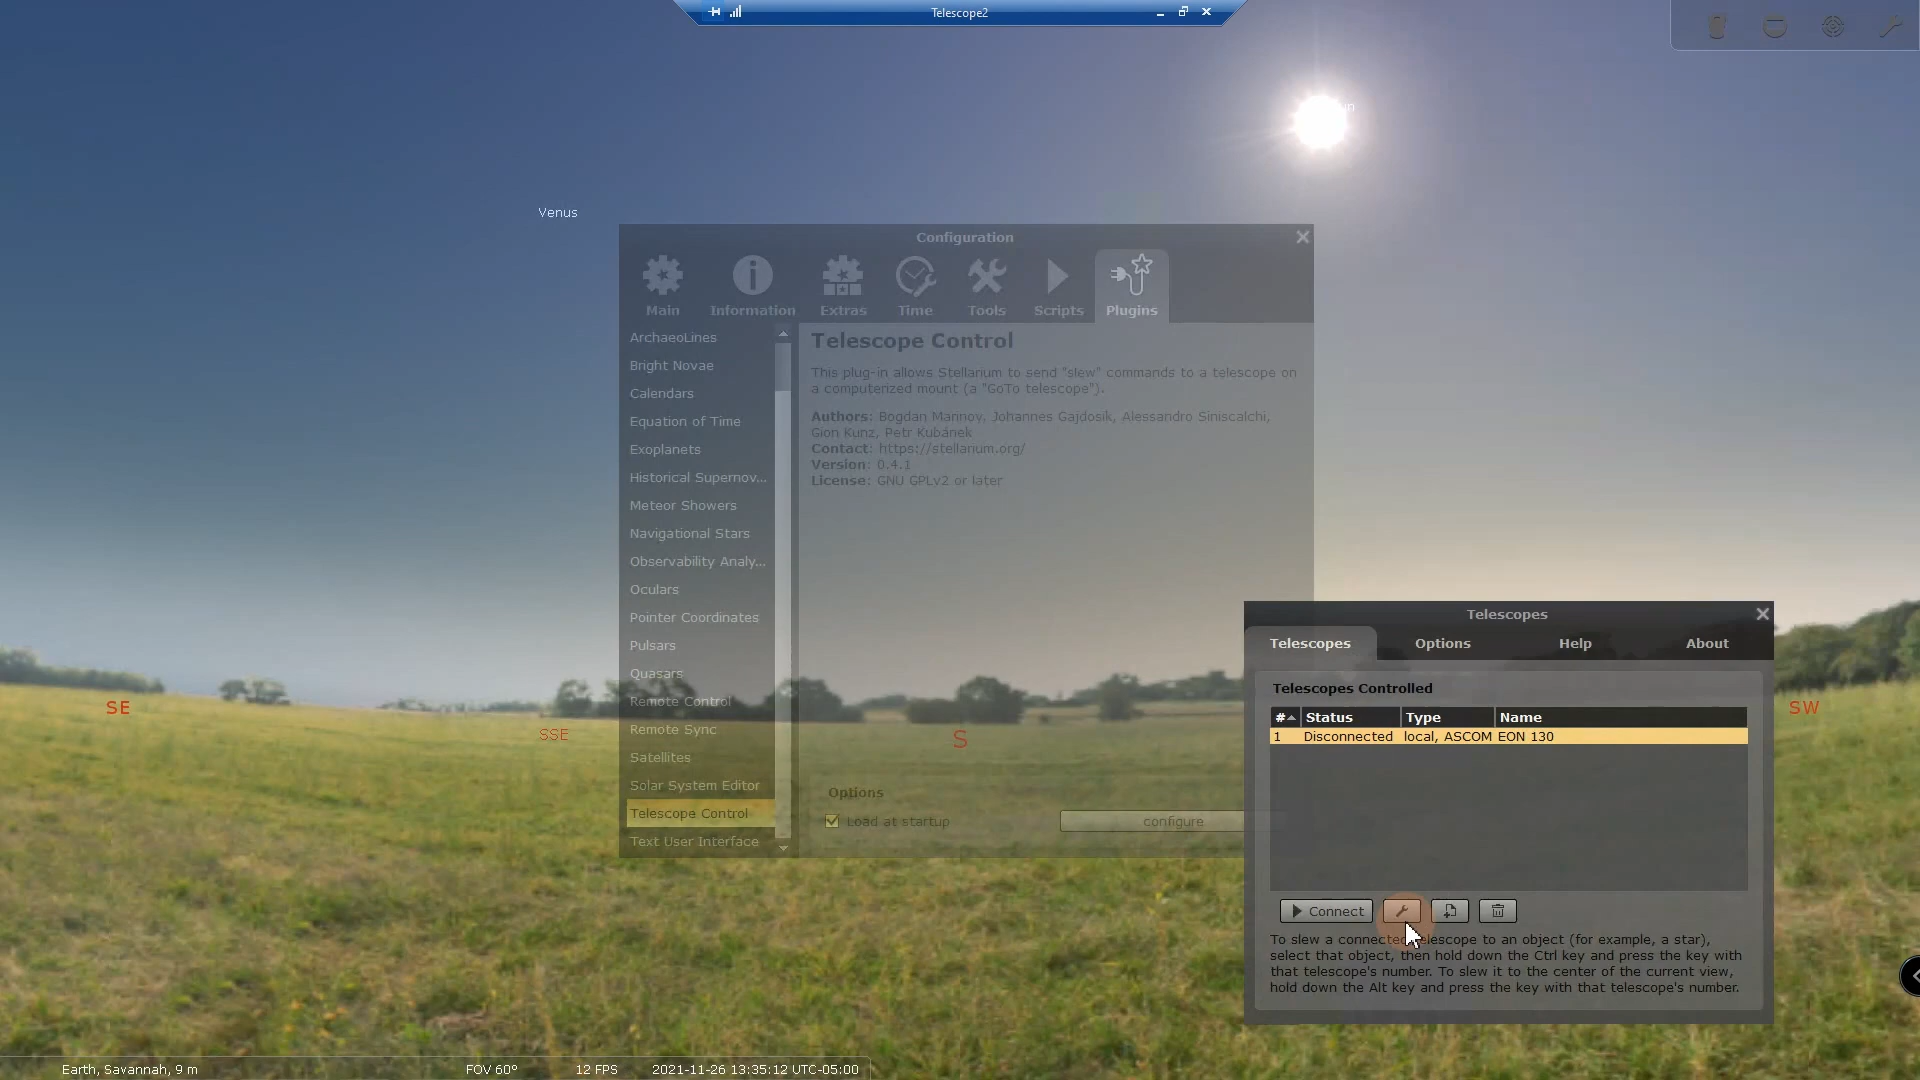 Telescope2
Venus
Configuration
Main
Information
Extras
Time
Tools
Scripts
Plugins
ArchaeoLines
Bright Novae
Calendars
Equation of Time
Exoplanets
Historical Supernov...
Meteor Showers
Navigational Stars
Observability Analy...
Oculars
Pointer Coordinates
Pulsars
Quasars
Remote Control
Remote Sync
Satellites
Solar System Editor
Telescope Control
Text User Interface
Telescope Control
This plug-in allows Stellarium to send "slew" commands to a telescope on
a computerized mount (a "GoTo telescope").
Authors: Bogdan Marinov, Johannes Gajdosik, Alessandro Siniscalchi,
Gion Kunz, Petr Kubánek
Contact: https://stellarium.org/
Version: 0.4.1
License: GNU GPLv2 or later
Options
Load at startup
configure
SE
SSE
S
SW
Telescopes
Telescopes
Options
Help
About
Telescopes Controlled
# Status Type Name
1 Disconnected local, ASCOM EON 130
Connect
To slew a connected telescope to an object (for example, a star),
select that object, then hold down the Ctrl key and press the key with
that telescope's number. To slew it to the center of the current view,
hold down the Alt key and press the key with that telescope's number.
Earth, Savannah, 9 m
FOV 60°
12 FPS
2021-11-26 13:35:12 UTC-05:00